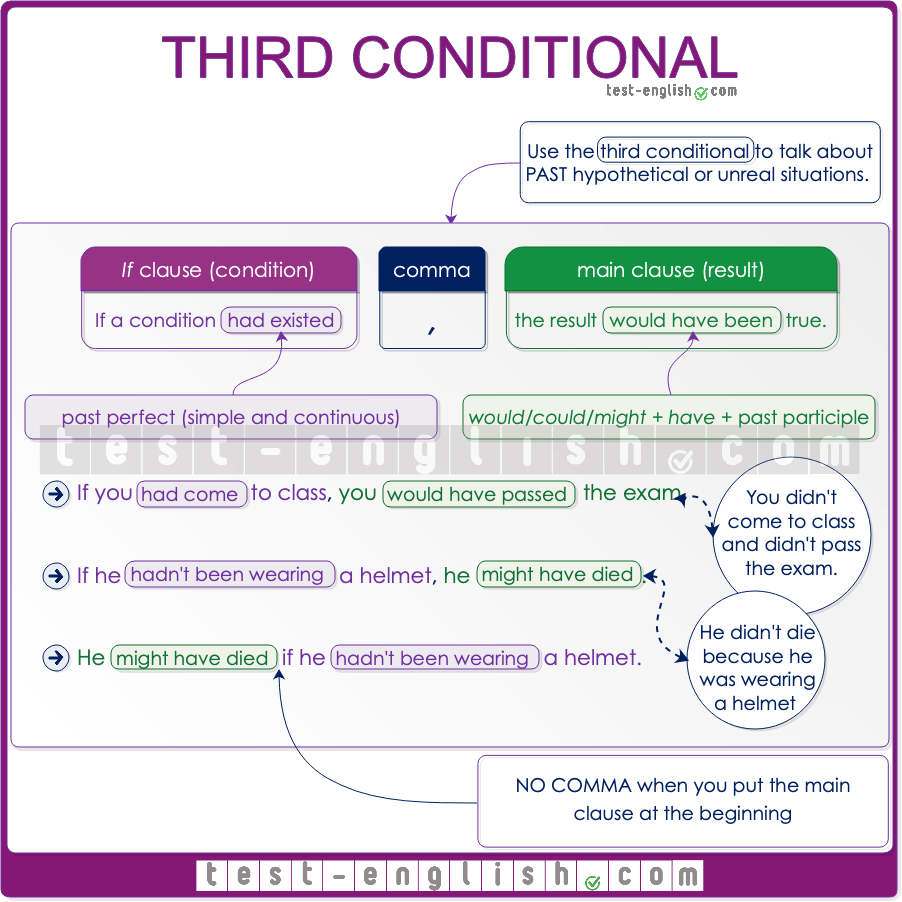 THIRD CONDITIONAL
test-english.com
Use the third conditional to talk about
PAST hypothetical or unreal situations.
If clause (condition)
comma
main clause (result)
If a condition had existed
,
the result would have been true.
past perfect (simple and continuous)
would/could/might + have + past participle
test-english.com
If you had come to class, you would have passed the exam.
You didn't
come to class
and didn't pass
the exam.
If he hadn't been wearing a helmet, he might have died.
He didn't die
because he
was wearing
a helmet
He might have died if he hadn't been wearing a helmet.
NO COMMA when you put the main
clause at the beginning
test-english.com